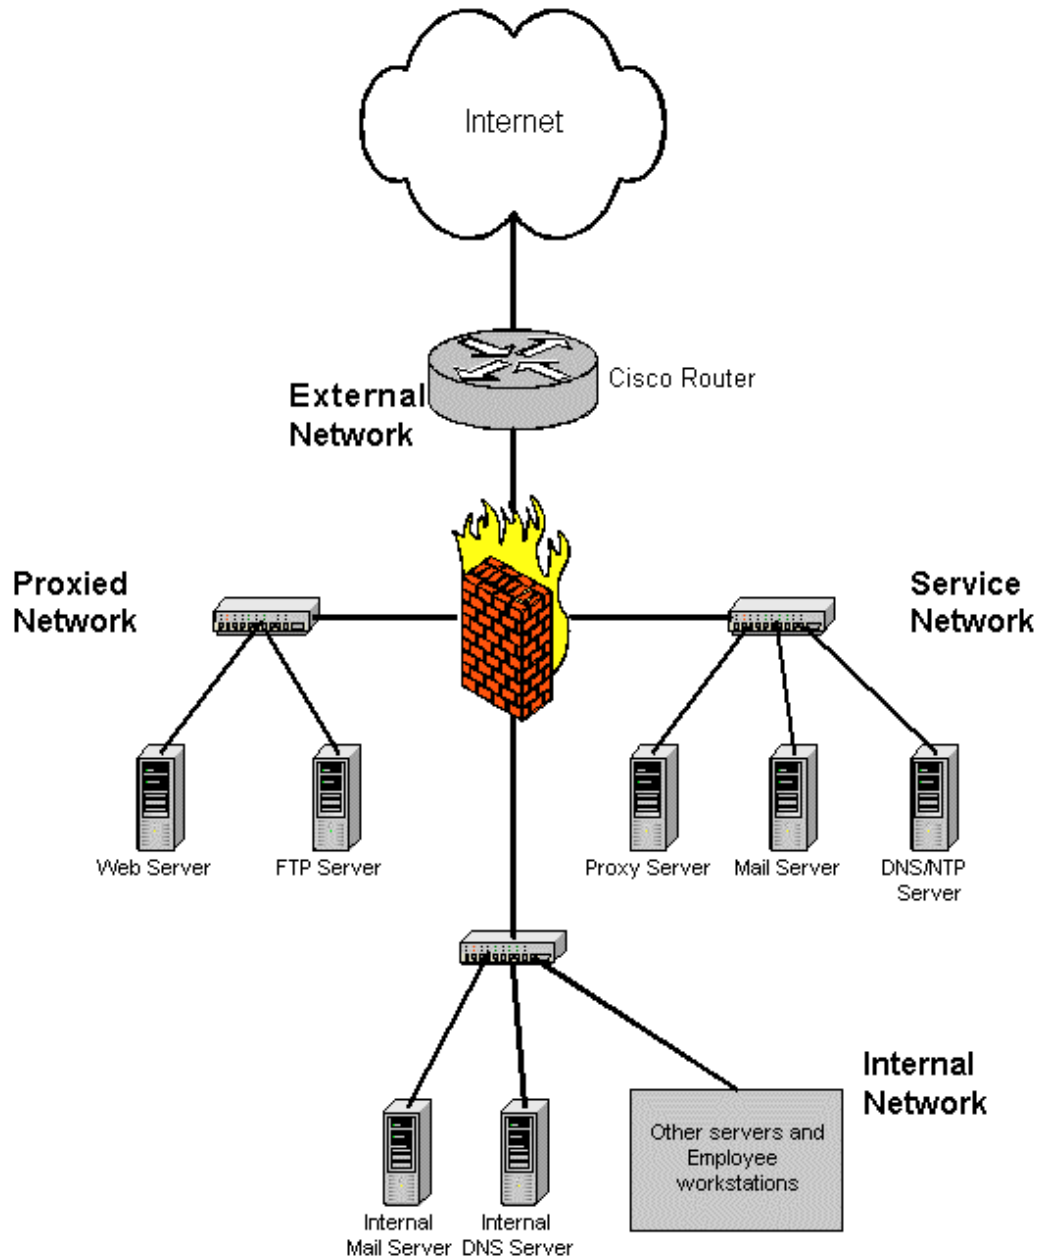 Internet
Cisco Router
External
Network
Proxied
Network
Service
Network
Web Server
FTP Server
Proxy Server
Mail Server
DNS/NTP
Server
Internal
Network
Other servers and
Employee
workstations
Internal
Mail Server
Internal
DNS Server